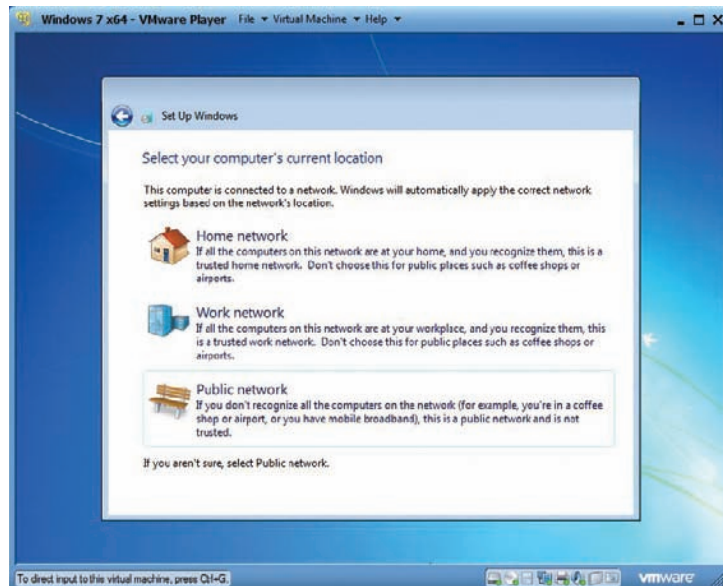 Windows 7 x64 - VMware Player File Virtual Machine Help
Set Up Windows
Select your computer's current location
This computer is connected to a network. Windows will automatically apply the correct network
settings based on the network's location.
Home network
If all the computers on this network are at your home, and you recognize them, this is a
trusted home network. Don't choose this for public places such as coffee shops or
airports.
Work network
If all the computers on this network are at your workplace, and you recognize them, this
is a trusted work network. Don't choose this for public places such as coffee shops or
airports.
Public network
If you don't recognize all the computers on the network (for example, you're in a coffee
shop or airport, or you have mobile broadband), this is a public network and is not
trusted.
If you aren't sure, select Public network.
To direct input to this virtual machine, press Ctrl+G.
vmware